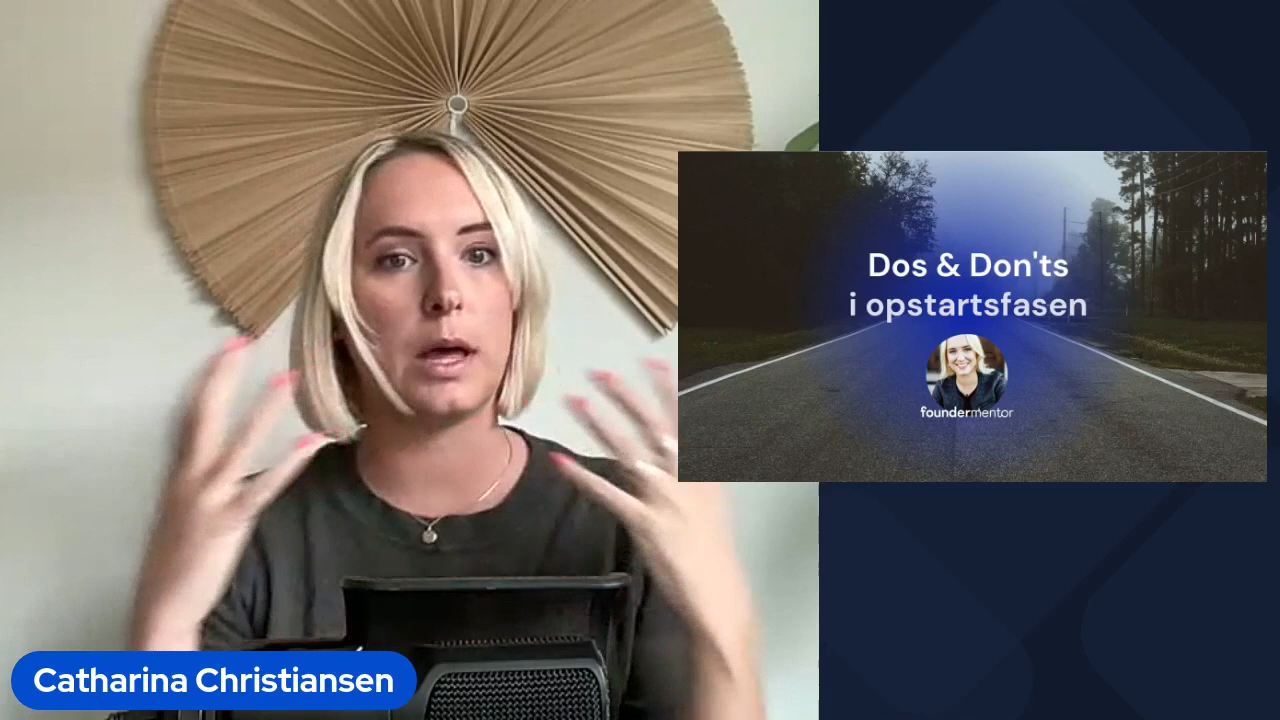 Dos & Don'ts
i opstartsfasen
foundermentor
Catharina Christiansen